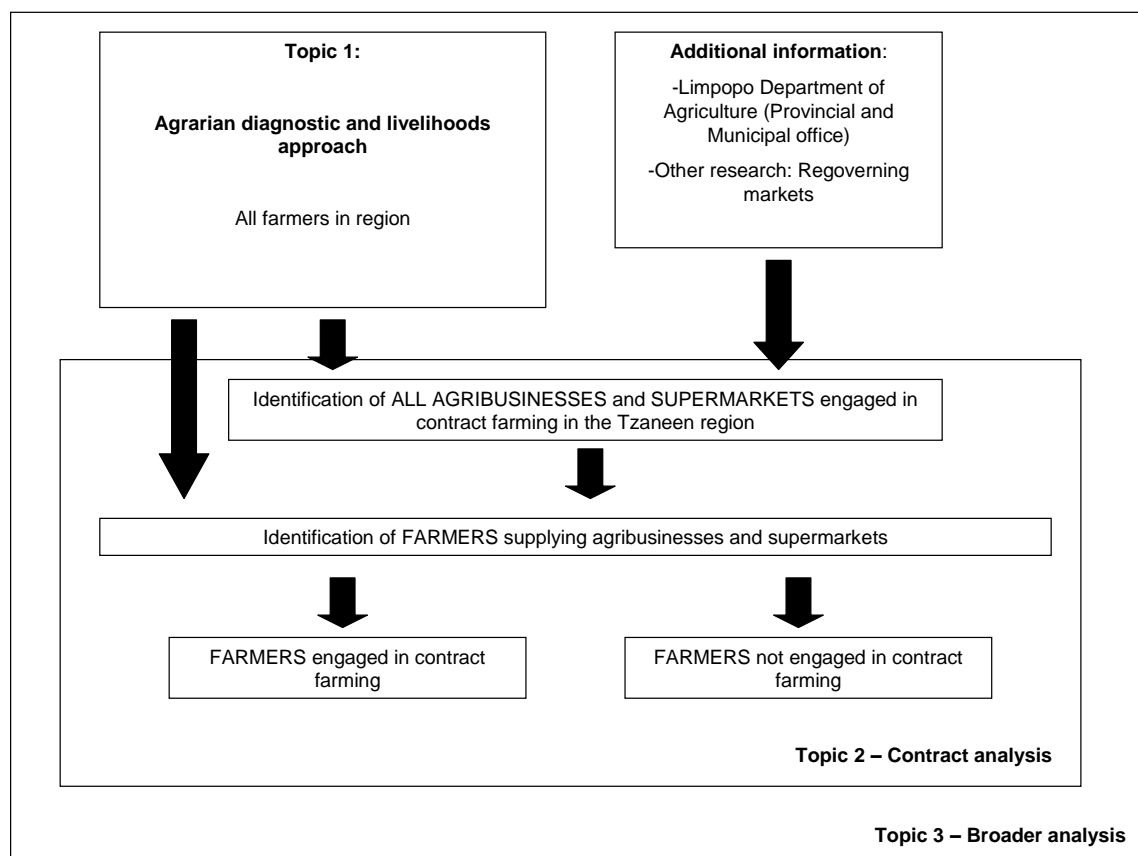 Topic 1:
Agrarian diagnostic and livelihoods
approach
All farmers in region
Additional information:
-Limpopo Department of
Agriculture (Provincial and
Municipal office)
-Other research: Regoverning
markets
Identification of ALL AGRIBUSINESSES and SUPERMARKETS engaged in
contract farming in the Tzaneen region
Identification of FARMERS supplying agribusinesses and supermarkets
FARMERS engaged in contract
farming
FARMERS not engaged in contract
farming
Topic 2 – Contract analysis
Topic 3 – Broader analysis